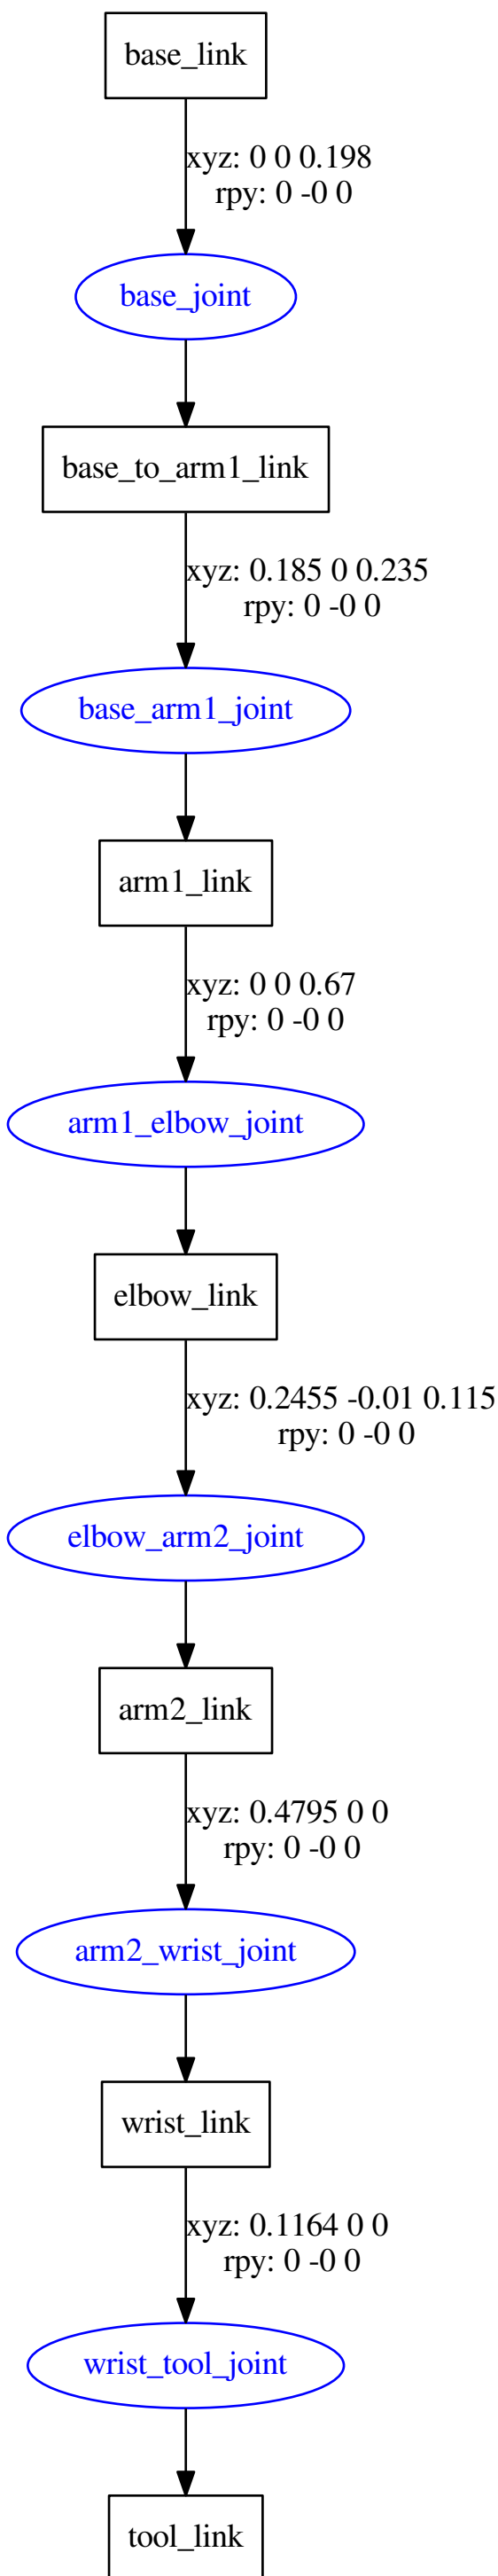 base_link
xyz: 0 0 0.198
rpy: 0 -0 0
base_joint
base_to_arm1_link
xyz: 0.185 0 0.235
rpy: 0 -0 0
base_arm1_joint
arm1_link
xyz: 0 0 0.67
rpy: 0 -0 0
arm1_elbow_joint
elbow_link
xyz: 0.2455 -0.01 0.115
rpy: 0 -0 0
elbow_arm2_joint
arm2_link
xyz: 0.4795 0 0
rpy: 0 -0 0
arm2_wrist_joint
wrist_link
xyz: 0.1164 0 0
rpy: 0 -0 0
wrist_tool_joint
tool_link